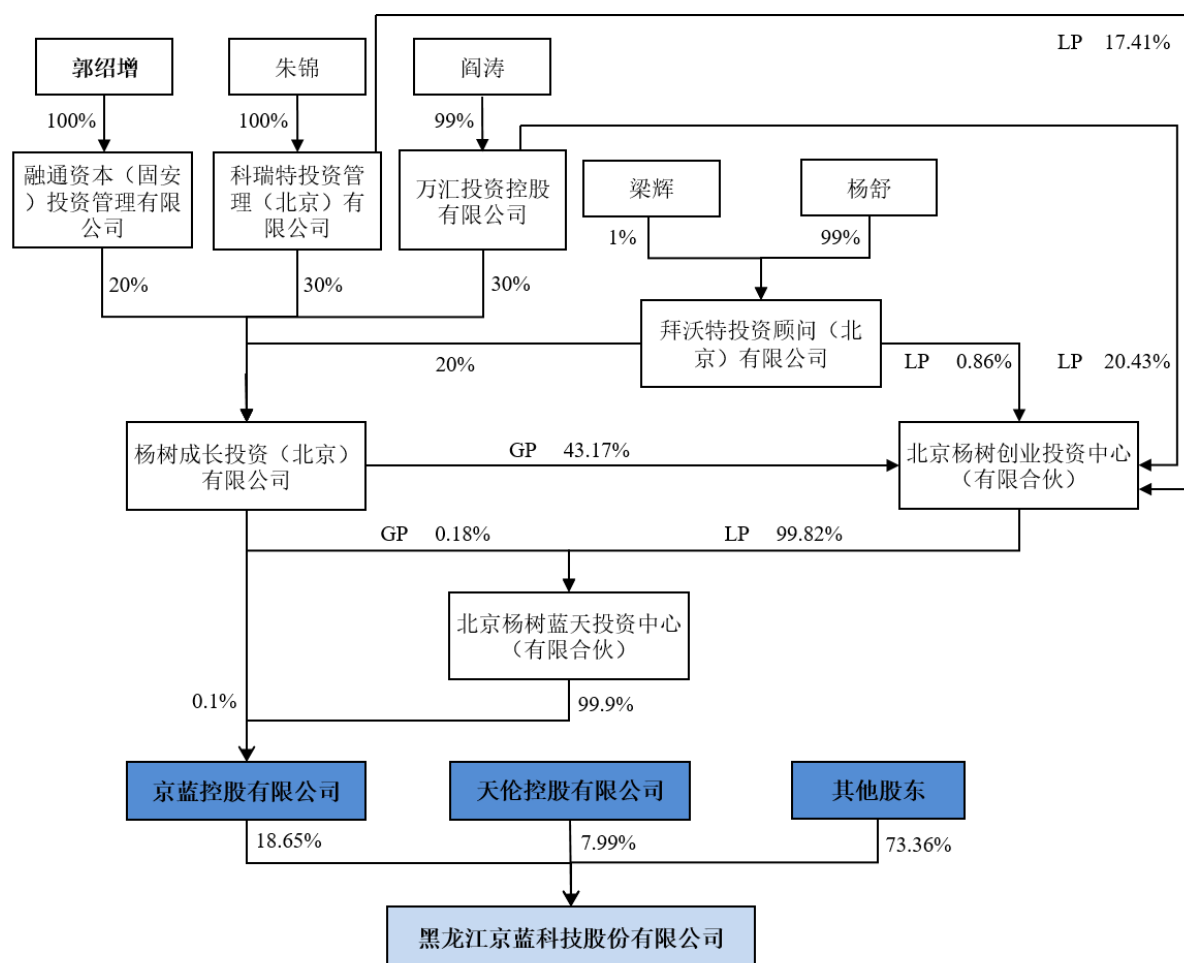 LP 17.41%
郭绍增
朱锦
阎涛
100%
100%
99%
融通资本（固安
）投资管理有限
公司
科瑞特投资管
理（北京）有
限公司
万汇投资控股
有限公司
梁辉
杨舒
1%
99%
20%
30%
30%
拜沃特投资顾问（北
京）有限公司
20%
LP 0.86%
LP 20.43%
杨树成长投资（北京）
有限公司
GP 43.17%
北京杨树创业投资中心
（有限合伙）
GP 0.18%
LP 99.82%
北京杨树蓝天投资中心
（有限合伙）
0.1%
99.9%
京蓝控股有限公司
天伦控股有限公司
其他股东
18.65%
7.99%
73.36%
黑龙江京蓝科技股份有限公司